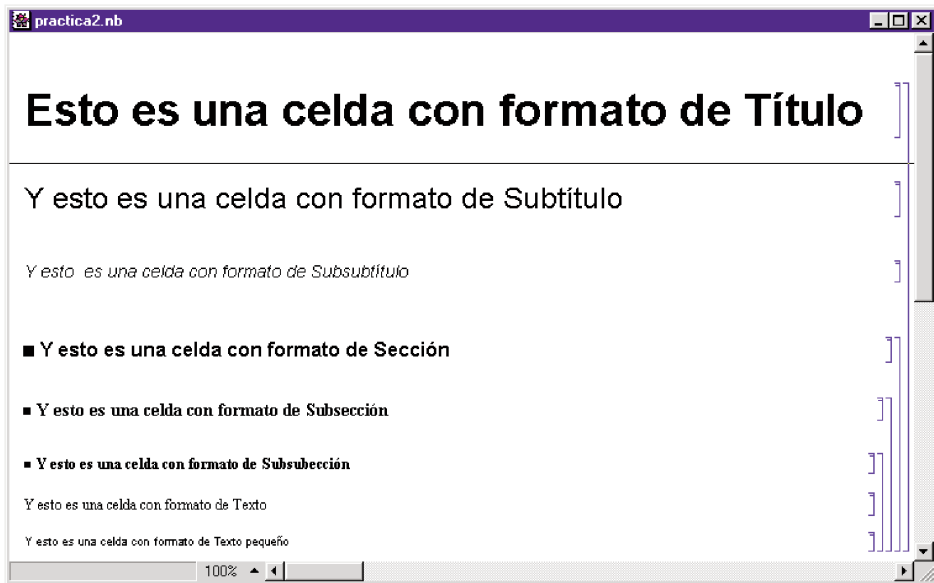 practica2.nb
Esto es una celda con formato de Título
Y esto es una celda con formato de Subtítulo
Y esto es una celda con formato de Subsubtítulo
Y esto es una celda con formato de Sección
Y esto es una celda con formato de Subsección
Y esto es una celda con formato de Subsubección
Y esto es una celda con formato de Texto
Y esto es una celda con formato de Texto pequeño
100%